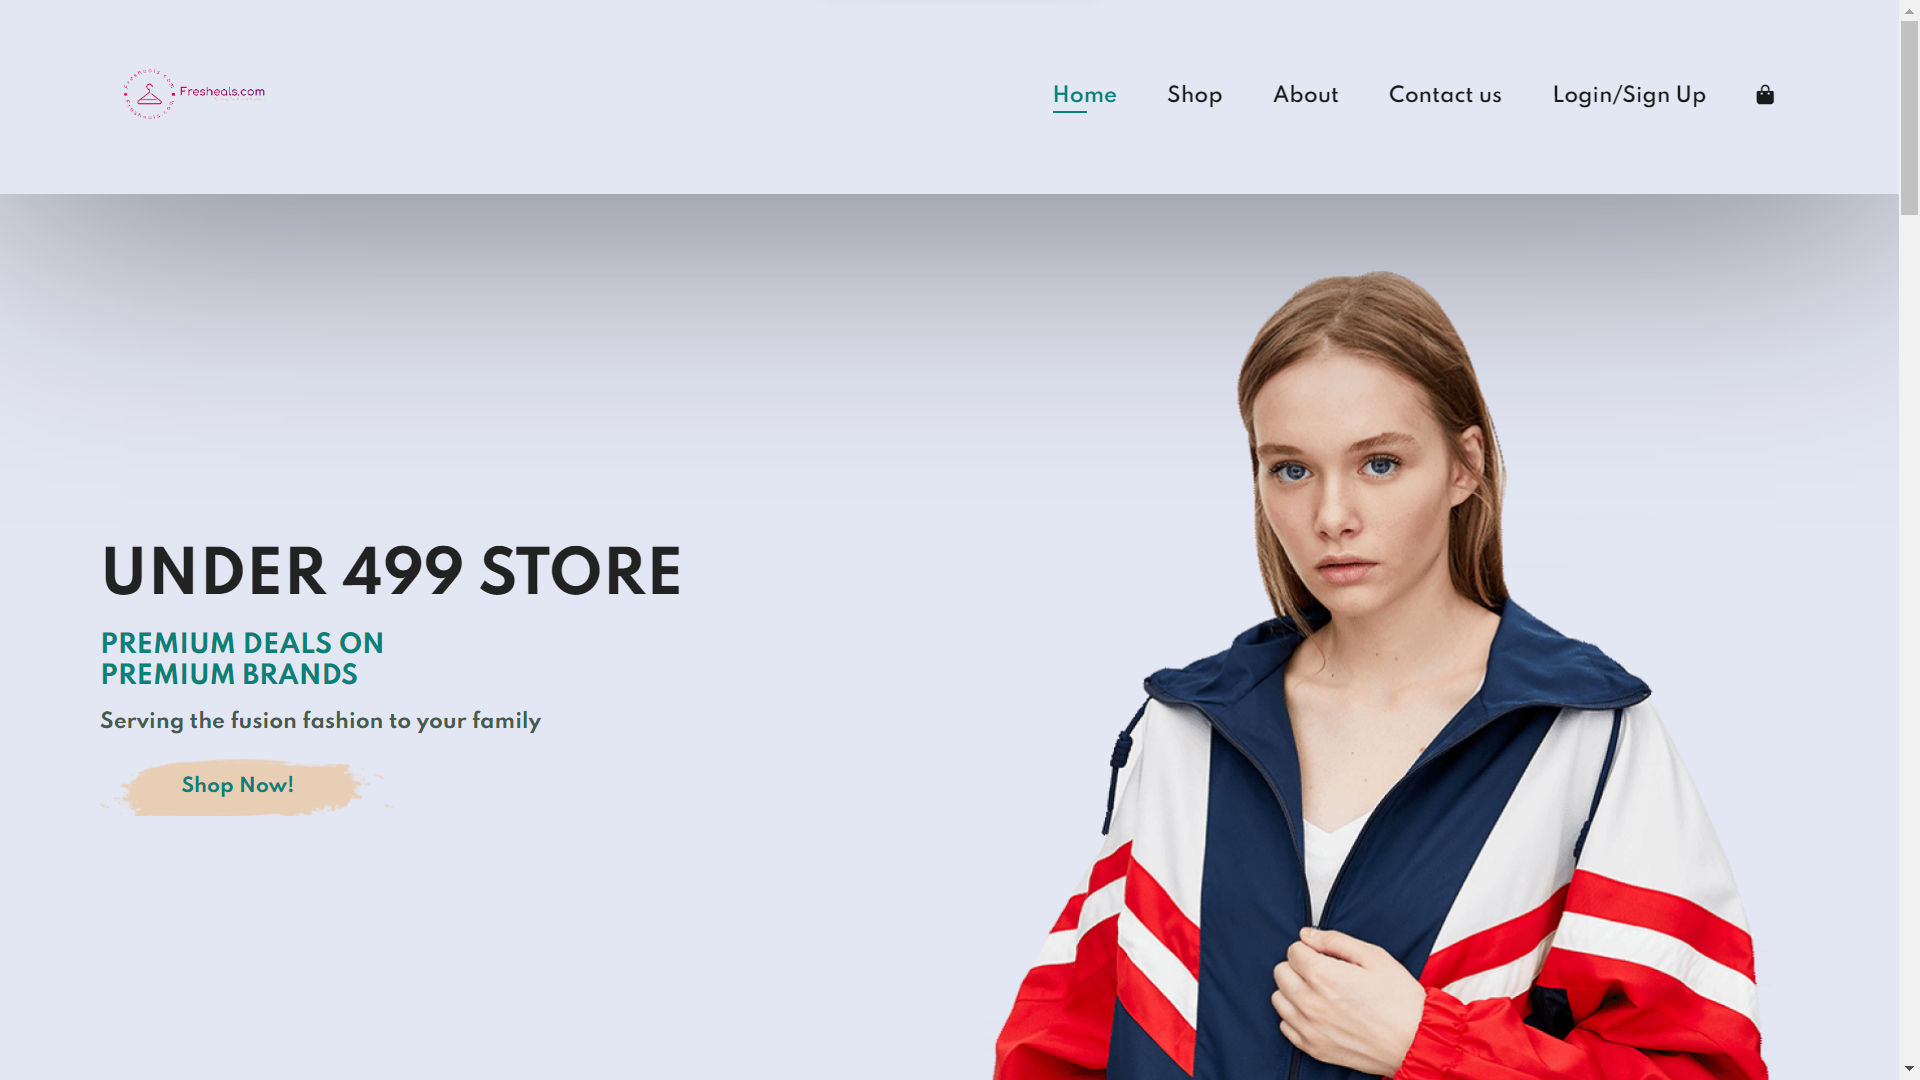 Fresheals.com
Home
Shop
About
Contact us
Login/Sign Up
UNDER 499 STORE
PREMIUM DEALS ON
PREMIUM BRANDS
Serving the fusion fashion to your family
Shop Now!